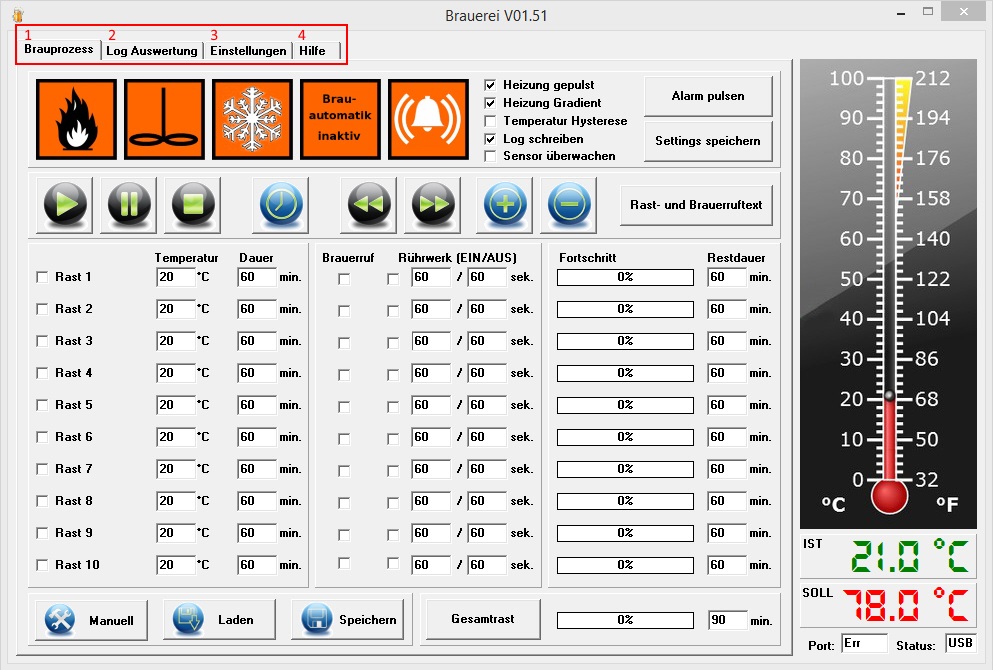 Brauerei V01.51
1 2 3 4
Brauprozess Log Auswertung Einstellungen Hilfe
Brau-
automatik
inaktiv
Heizung gepulst
Heizung Gradient
Temperatur Hysterese
Log schreiben
Sensor überwachen
Alarm pulsen
Settings speichern
Rast- und Brauerruftext
Temperatur Dauer Brauerruf Rührwerk (EIN/AUS) Fortschritt Restdauer
Rast 1 20 °C 60 min. 60 / 60 sek. 0% 60 min.
Rast 2 20 °C 60 min. 60 / 60 sek. 0% 60 min.
Rast 3 20 °C 60 min. 60 / 60 sek. 0% 60 min.
Rast 4 20 °C 60 min. 60 / 60 sek. 0% 60 min.
Rast 5 20 °C 60 min. 60 / 60 sek. 0% 60 min.
Rast 6 20 °C 60 min. 60 / 60 sek. 0% 60 min.
Rast 7 20 °C 60 min. 60 / 60 sek. 0% 60 min.
Rast 8 20 °C 60 min. 60 / 60 sek. 0% 60 min.
Rast 9 20 °C 60 min. 60 / 60 sek. 0% 60 min.
Rast 10 20 °C 60 min. 60 / 60 sek. 0% 60 min.
Manuell Laden Speichern Gesamtrast 0% 90 min.
100 212
90 194
80 176
70 158
60 140
50 122
40 104
30 86
20 68
10 50
0 32
°C °F
IST 21.0 °C
SOLL 78.0 °C
Port: Err Status: USB